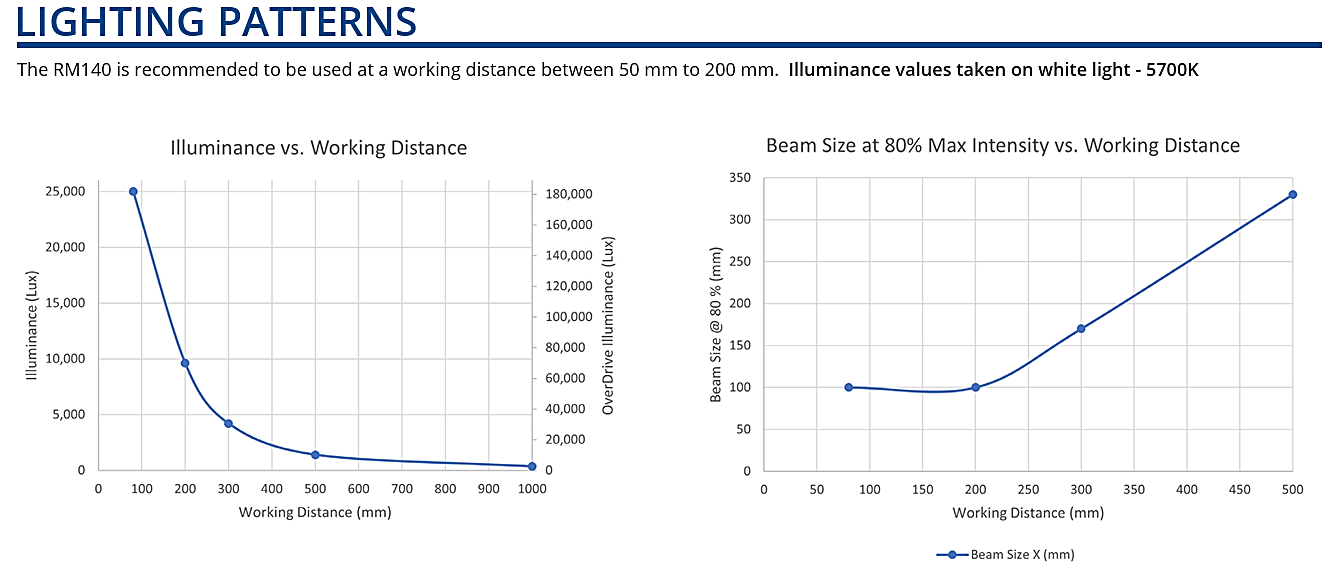 LIGHTING PATTERNS
The RM140 is recommended to be used at a working distance between 50 mm to 200 mm. Illuminance values taken on white light - 5700K
Illuminance vs. Working Distance
25,000
20,000
15,000
10,000
5,000
0
Illuminance (Lux)
180,000
160,000
140,000
120,000
100,000
80,000
60,000
40,000
20,000
0
OverDrive Illuminance (Lux)
0 100 200 300 400 500 600 700 800 900 1000
Working Distance (mm)
Beam Size at 80% Max Intensity vs. Working Distance
350
300
250
200
150
100
50
0
Beam Size @ 80 % (mm)
0 50 100 150 200 250 300 350 400 450 500
Working Distance (mm)
Beam Size X (mm)